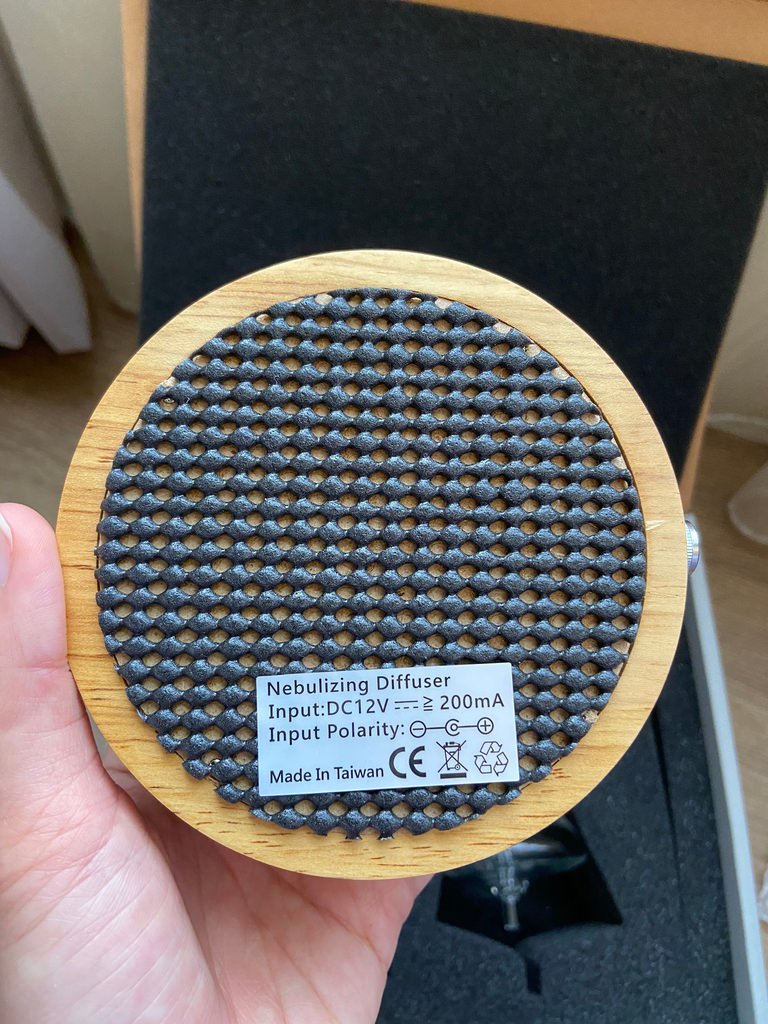 Nebulizing Diffuser
Input:DC12V ⎓ ≧ 200mA
Input Polarity: ⊖-C-⊕
Made In Taiwan CE